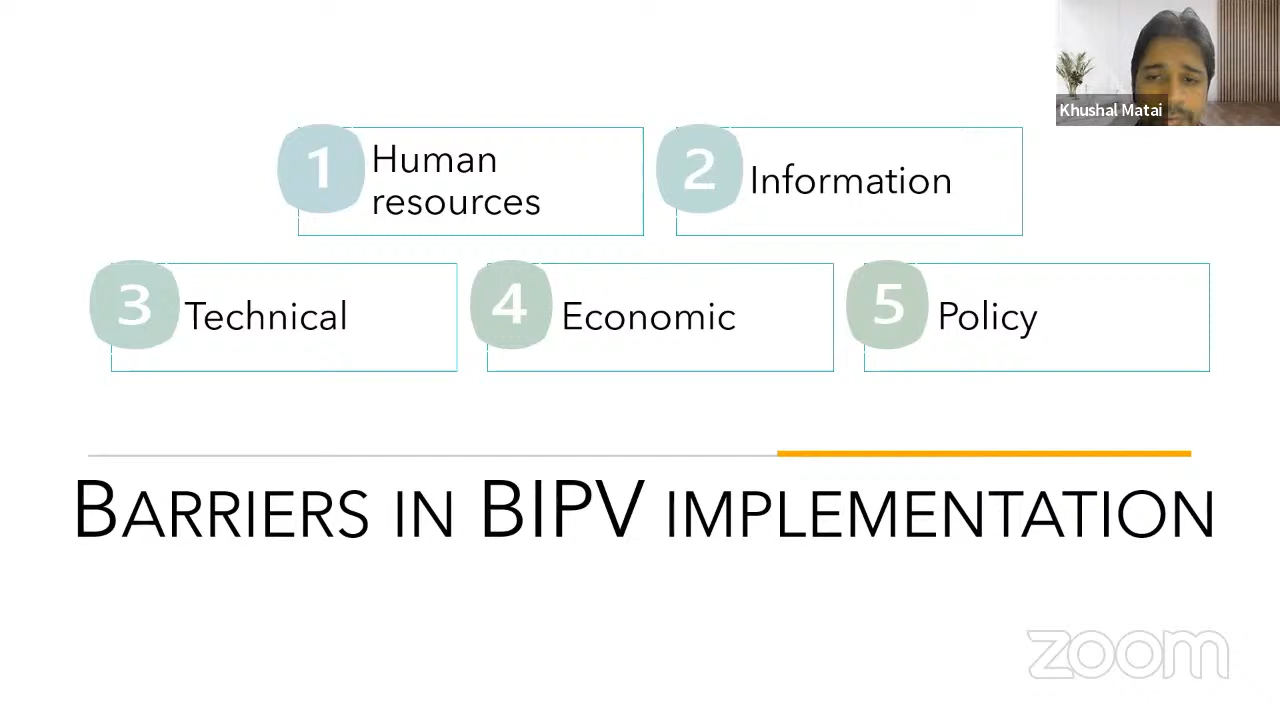 Khushal Matai
1 Human
resources
2 Information
3 Technical
4 Economic
5 Policy
BARRIERS IN BIPV IMPLEMENTATION
zoom